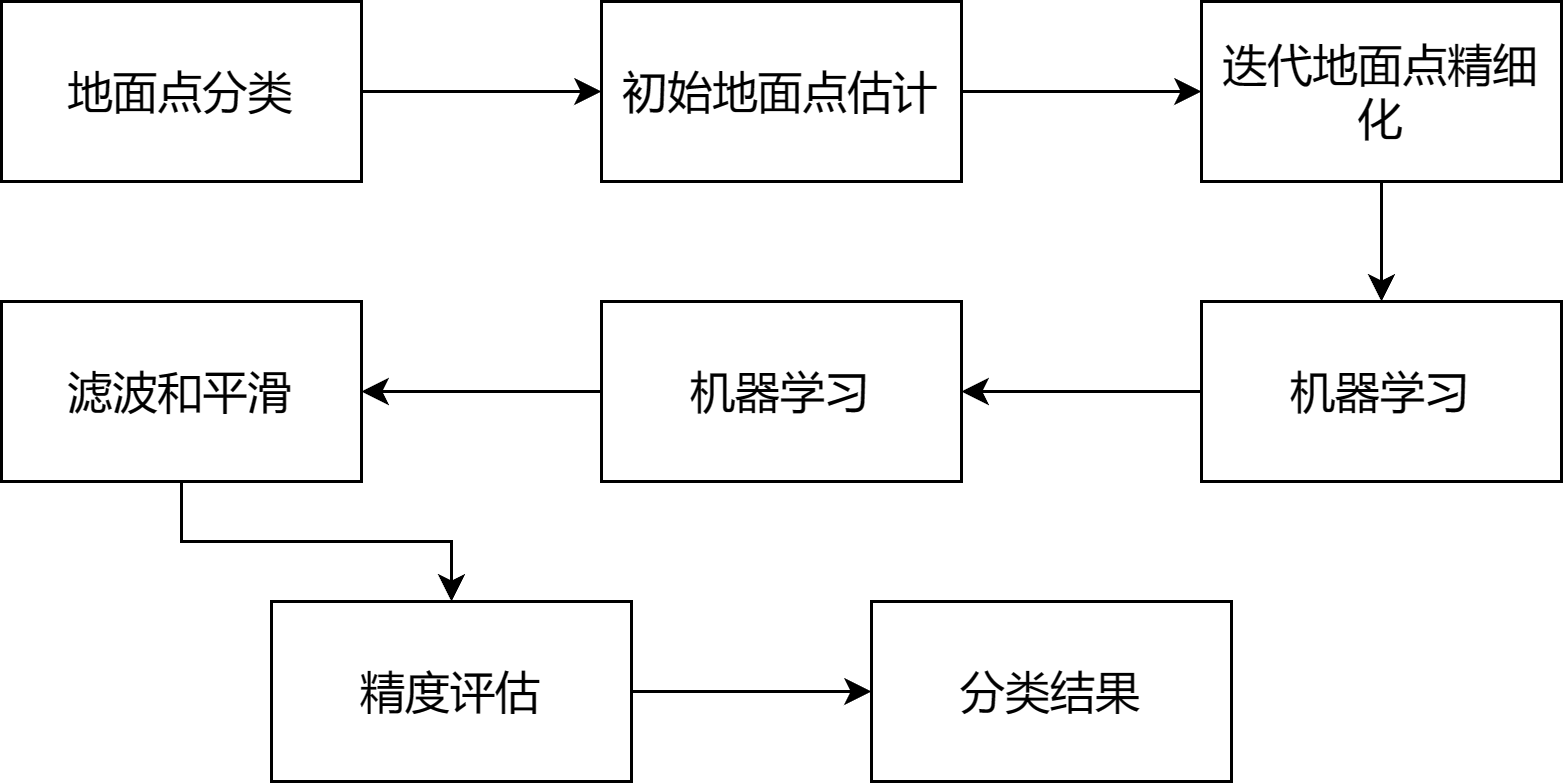 地面点分类
初始地面点估计
迭代地面点精细
化
机器学习
机器学习
滤波和平滑
精度评估
分类结果